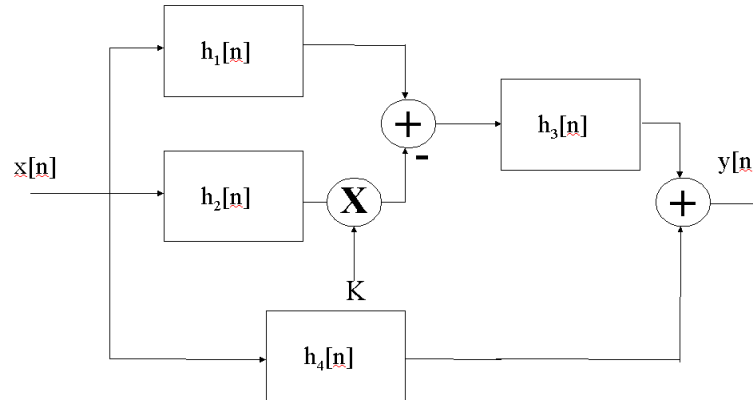 h₁[n]
+
h₃[n]
-
x[n]
y[n
h₂[n]
X
+
K
h₄[n]